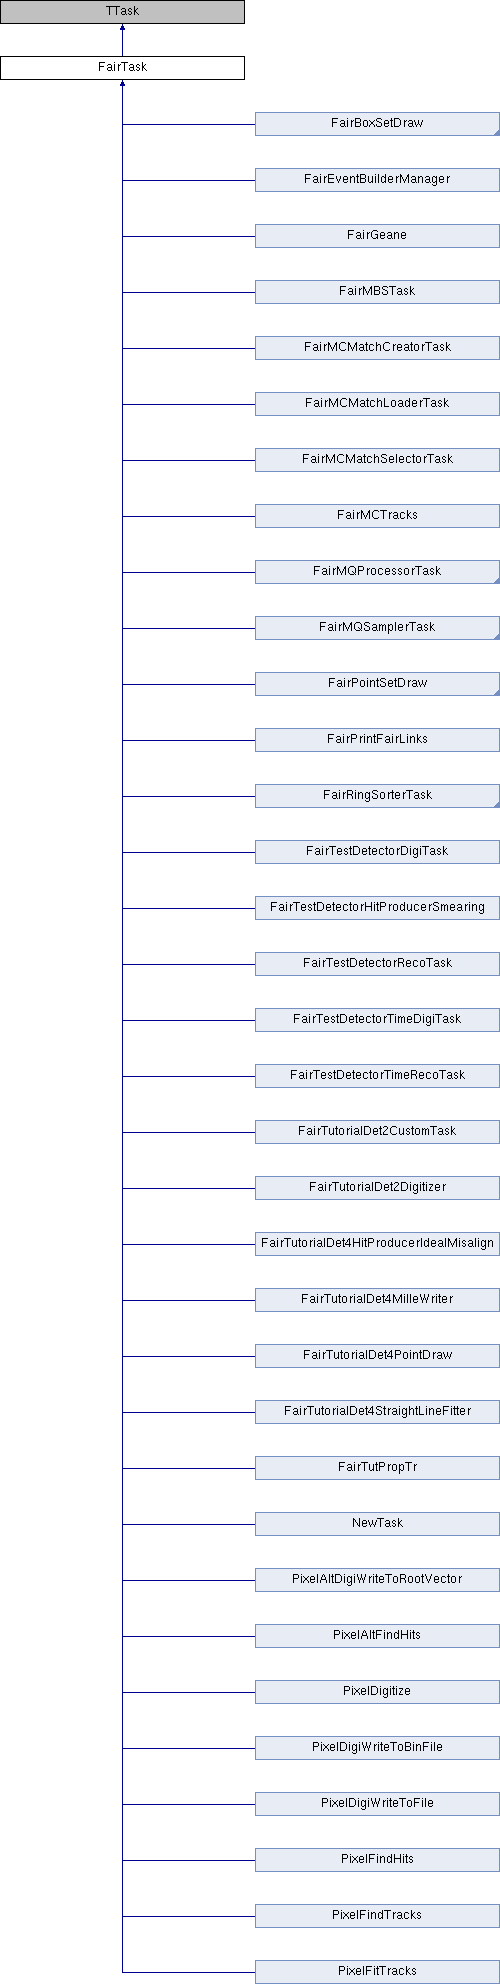 TTask
FairTask
FairBoxSetDraw
FairEventBuilderManager
FairGeane
FairMBSTask
FairMCMatchCreatorTask
FairMCMatchLoaderTask
FairMCMatchSelectorTask
FairMCTracks
FairMQProcessorTask
FairMQSamplerTask
FairPointSetDraw
FairPrintFairLinks
FairRingSorterTask
FairTestDetectorDigiTask
FairTestDetectorHitProducerSmearing
FairTestDetectorRecoTask
FairTestDetectorTimeDigiTask
FairTestDetectorTimeRecoTask
FairTutorialDet2CustomTask
FairTutorialDet2Digitizer
FairTutorialDet4HitProducerIdealMisalign
FairTutorialDet4MilleWriter
FairTutorialDet4PointDraw
FairTutorialDet4StraightLineFitter
FairTutPropTr
NewTask
PixelAltDigiWriteToRootVector
PixelAltFindHits
PixelDigitize
PixelDigiWriteToBinFile
PixelDigiWriteToFile
PixelFindHits
PixelFindTracks
PixelFitTracks